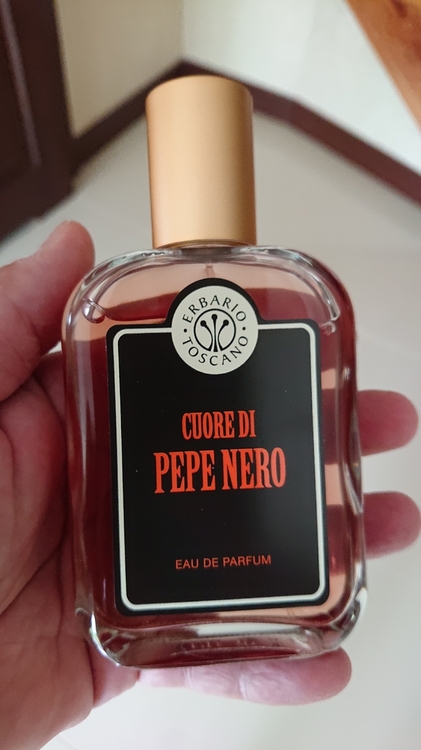 ERBARIO
TOSCANO
CUORE DI
PEPE NERO
EAU DE PARFUM